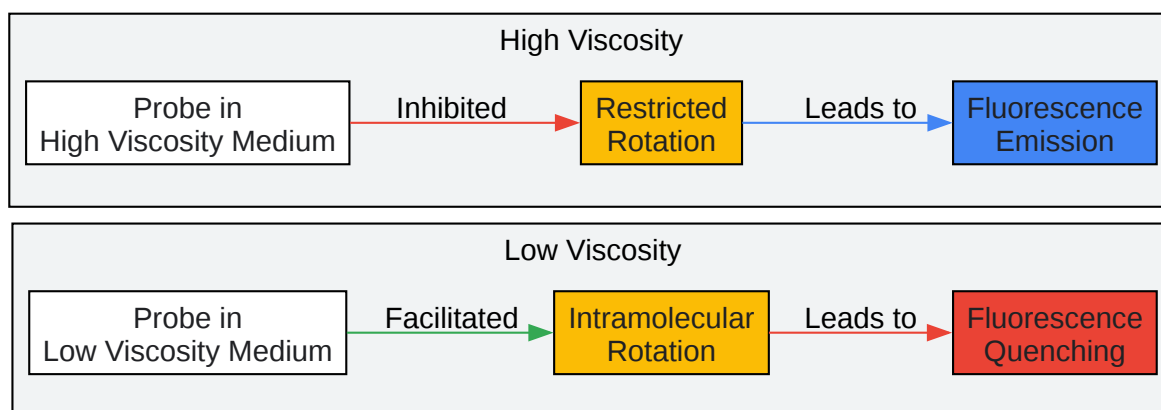 High Viscosity
Probe in
High Viscosity Medium
Inhibited
Restricted
Rotation
Leads to
Fluorescence
Emission
Low Viscosity
Probe in
Low Viscosity Medium
Facilitated
Intramolecular
Rotation
Leads to
Fluorescence
Quenching